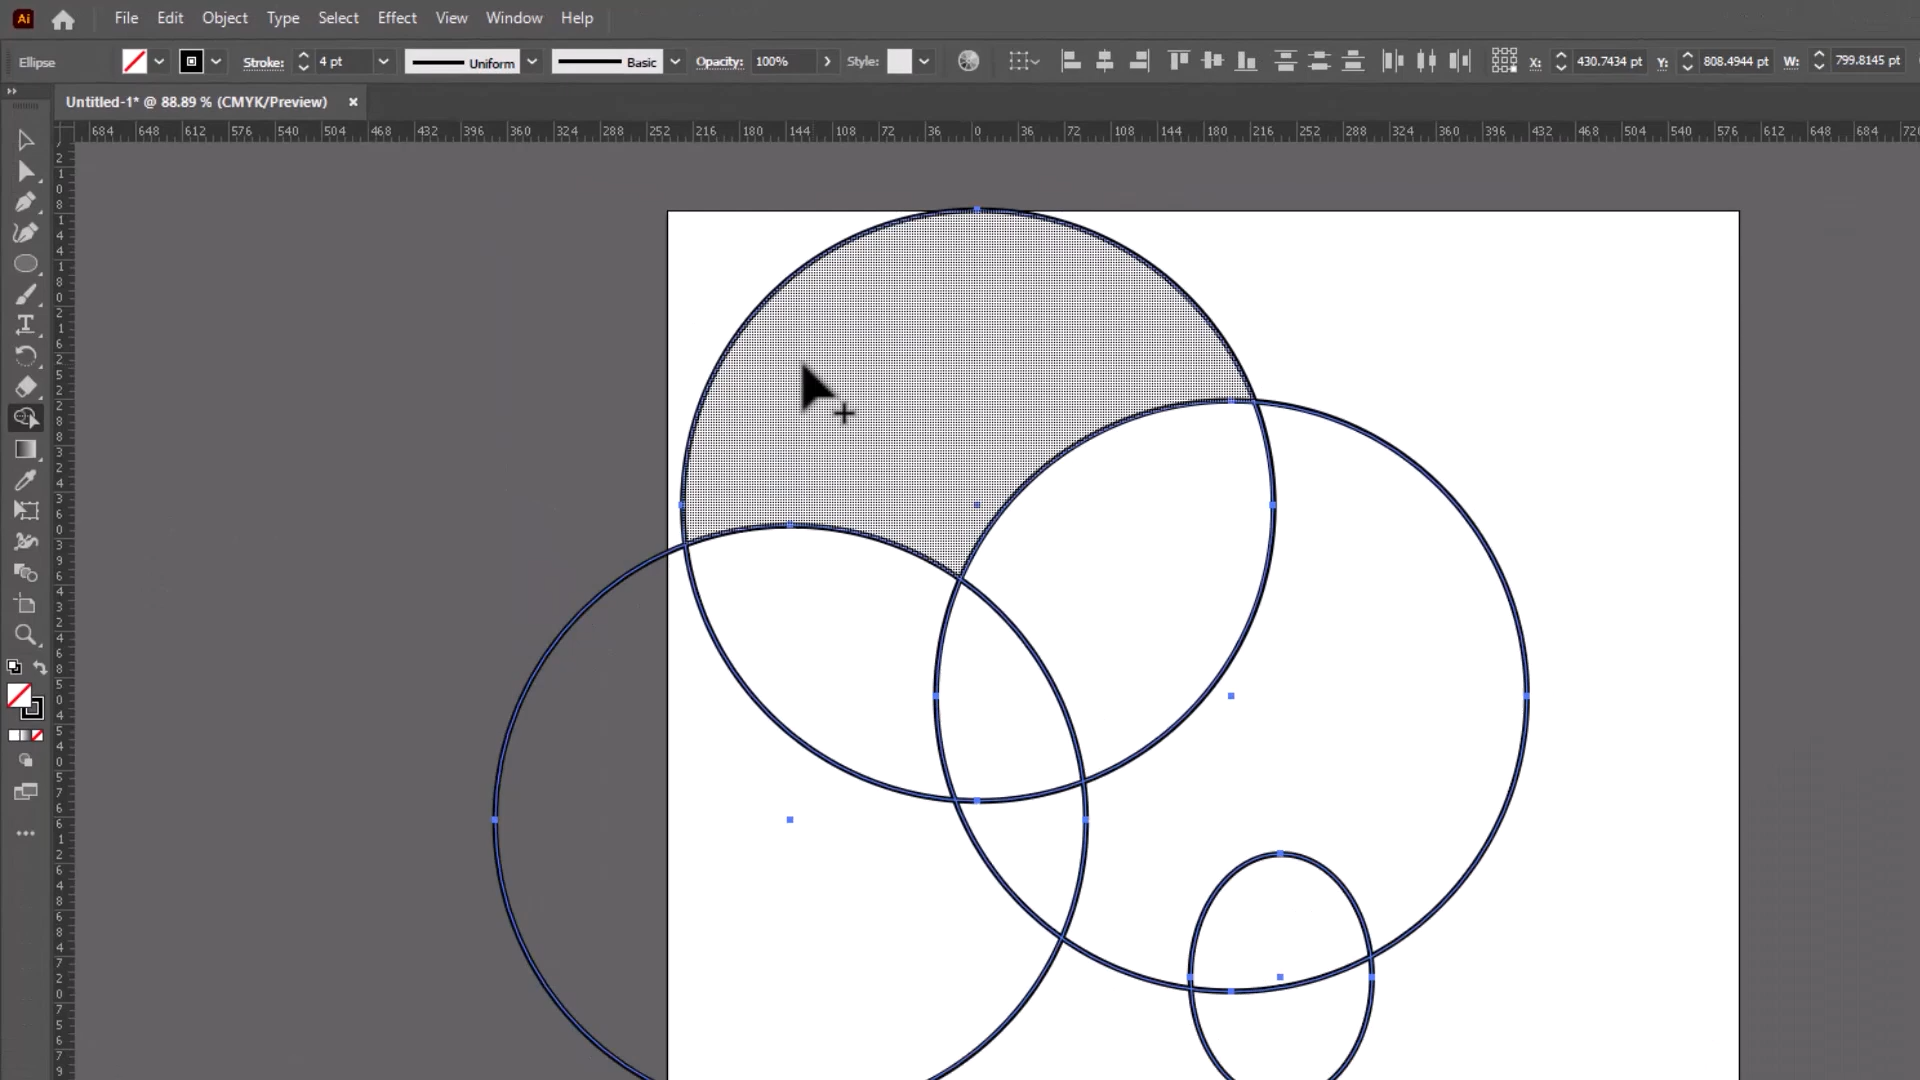 Ai File Edit Object Type Select Effect View Window Help
Ellipse Stroke: 4 pt Uniform Basic Opacity: 100% Style: X: 430.7434 pt Y: 808.4944 pt W: 799.8145 pt
Untitled-1* @ 88.89 % (CMYK/Preview) ×
684 648 612 576 540 504 468 432 396 360 324 288 252 216 180 144 108 72 36 0 36 72 108 144 180 216 252 288 324 360 396 432 468 504 540 576 612 648 684 720